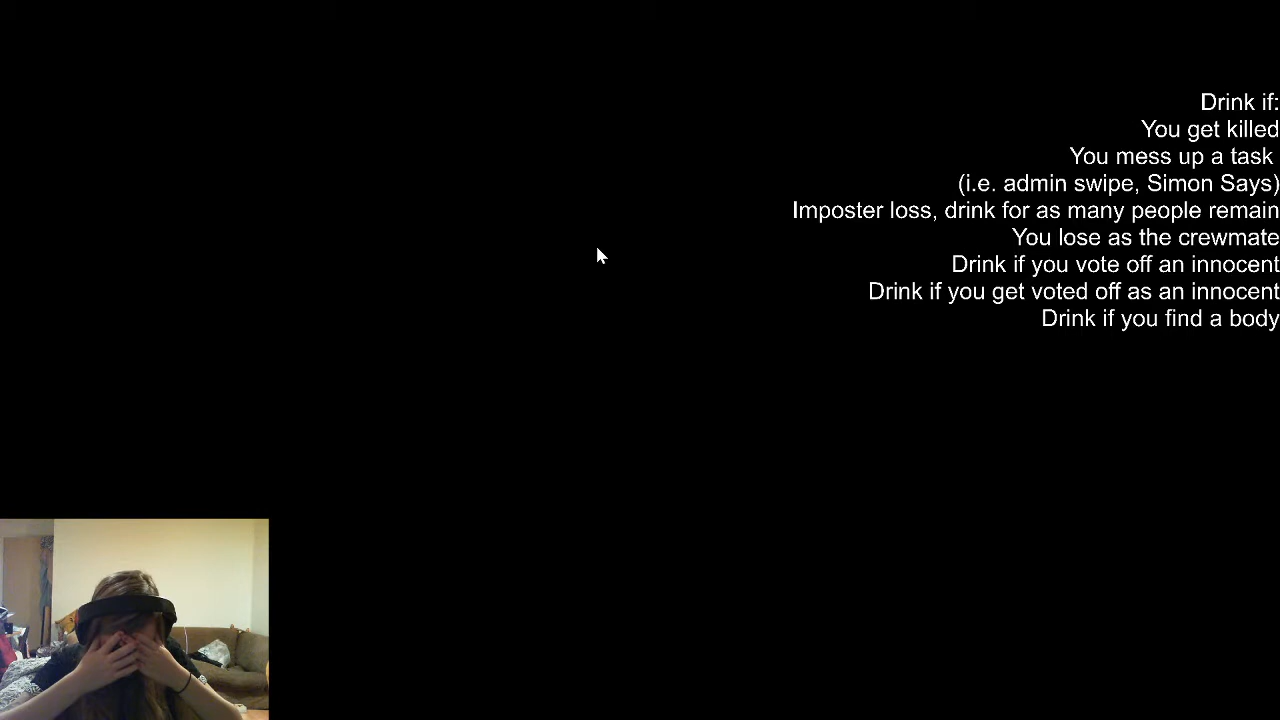 Drink if:
You get killed
You mess up a task
(i.e. admin swipe, Simon Says)
Imposter loss, drink for as many people remain
You lose as the crewmate
Drink if you vote off an innocent
Drink if you get voted off as an innocent
Drink if you find a body